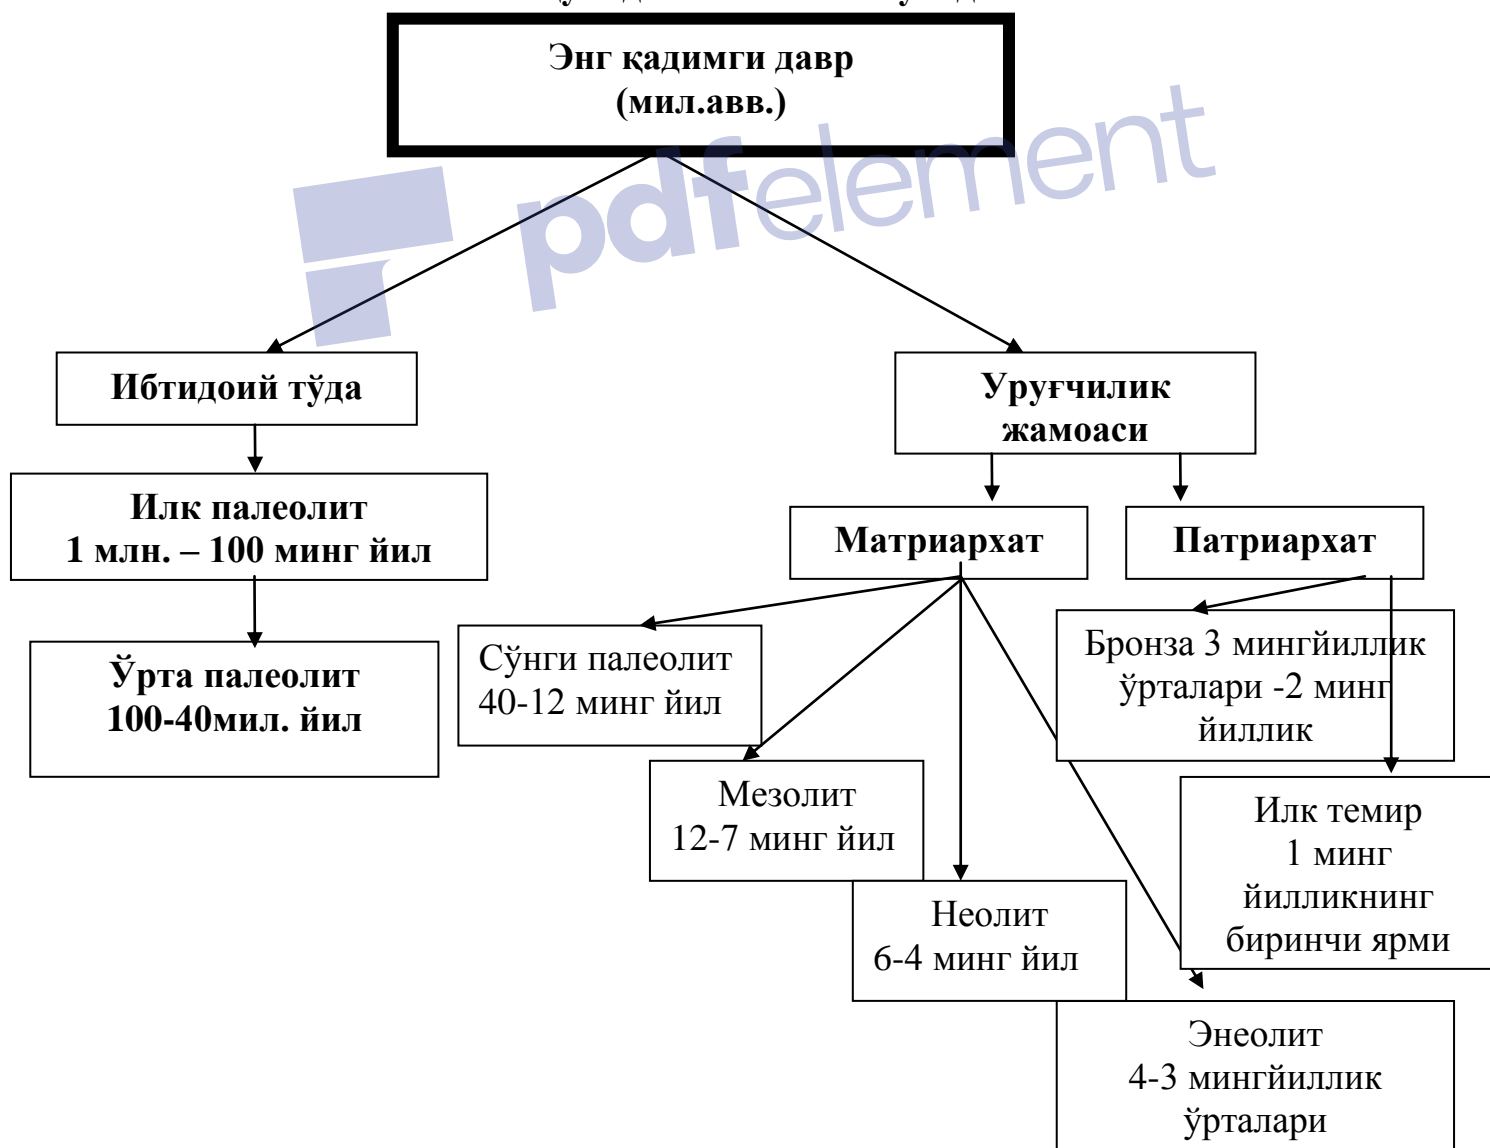 Энг қадимги давр
(мил.авв.)
pdfelement
Ибтидоий тўда
Уруғчилик
жамоаси
Илк палеолит
1 млн. – 100 минг йил
Матриархат
Патриархат
Ўрта палеолит
100-40мил. йил
Сўнги палеолит
40-12 минг йил
Бронза 3 мингйиллик
ўрталари -2 минг
йиллик
Мезолит
12-7 минг йил
Илк темир
1 минг
йилликнинг
биринчи ярми
Неолит
6-4 минг йил
Энеолит
4-3 мингйиллик
ўрталари